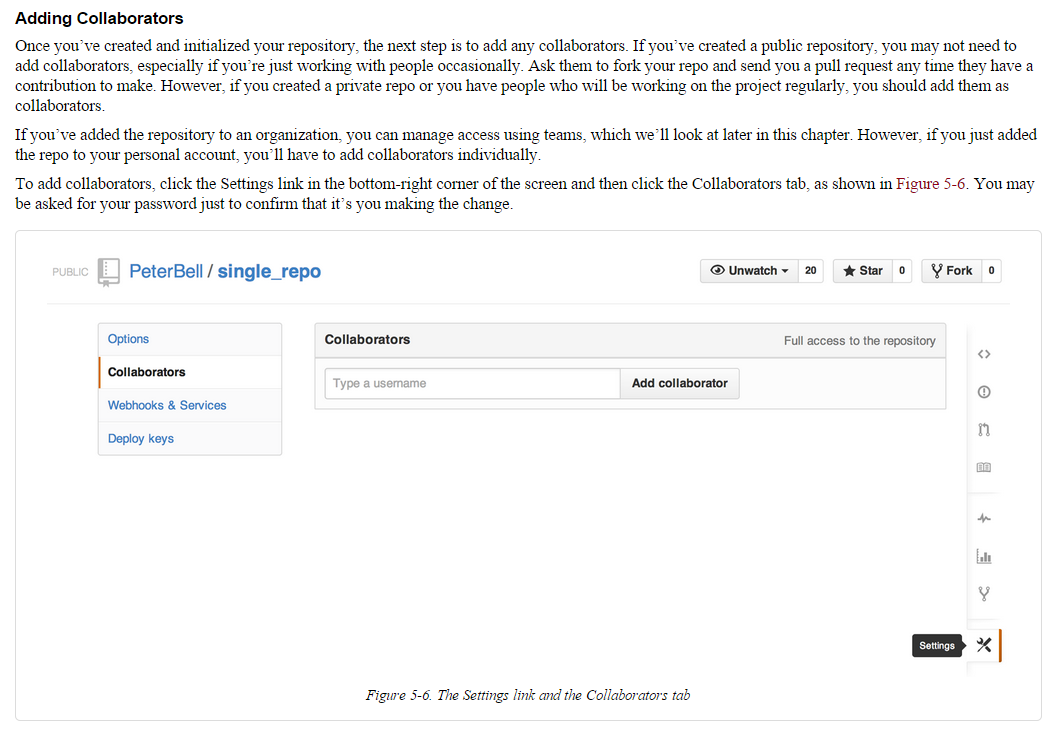 Adding Collaborators
Once you’ve created and initialized your repository, the next step is to add any collaborators. If you’ve created a public repository, you may not need to
add collaborators, especially if you’re just working with people occasionally. Ask them to fork your repo and send you a pull request any time they have a
contribution to make. However, if you created a private repo or you have people who will be working on the project regularly, you should add them as
collaborators.
If you’ve added the repository to an organization, you can manage access using teams, which we’ll look at later in this chapter. However, if you just added
the repo to your personal account, you’ll have to add collaborators individually.
To add collaborators, click the Settings link in the bottom-right corner of the screen and then click the Collaborators tab, as shown in Figure 5-6. You may
be asked for your password just to confirm that it’s you making the change.
PUBLIC PeterBell / single_repo Unwatch 20 Star 0 Fork 0
Options
Collaborators
Webhooks & Services
Deploy keys
Collaborators Full access to the repository
Type a username Add collaborator
Settings
Figure 5-6. The Settings link and the Collaborators tab